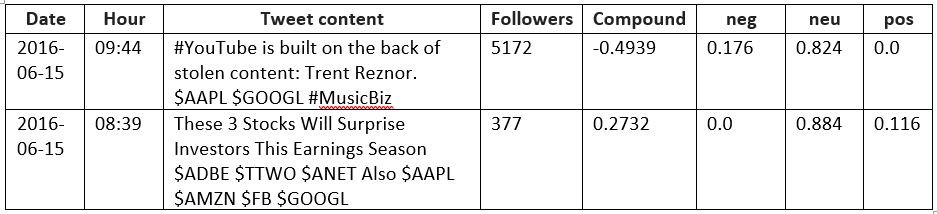 Date Hour Tweet content Followers Compound neg neu pos
2016- 09:44 #YouTube is built on the back of 5172 -0.4939 0.176 0.824 0.0
06-15 stolen content: Trent Reznor.
$AAPL $GOOGL #MusicBiz
2016- 08:39 These 3 Stocks Will Surprise 377 0.2732 0.0 0.884 0.116
06-15 Investors This Earnings Season
$ADBE $TTWO $ANET Also $AAPL
$AMZN $FB $GOOGL